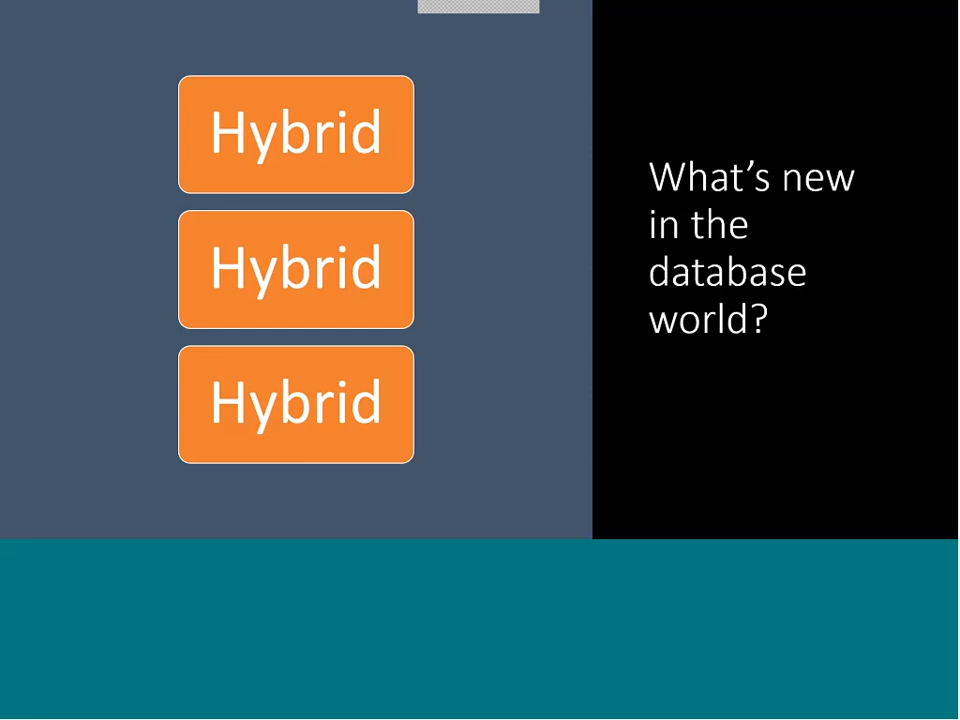 Hybrid
Hybrid
Hybrid
What’s new
in the
database
world?